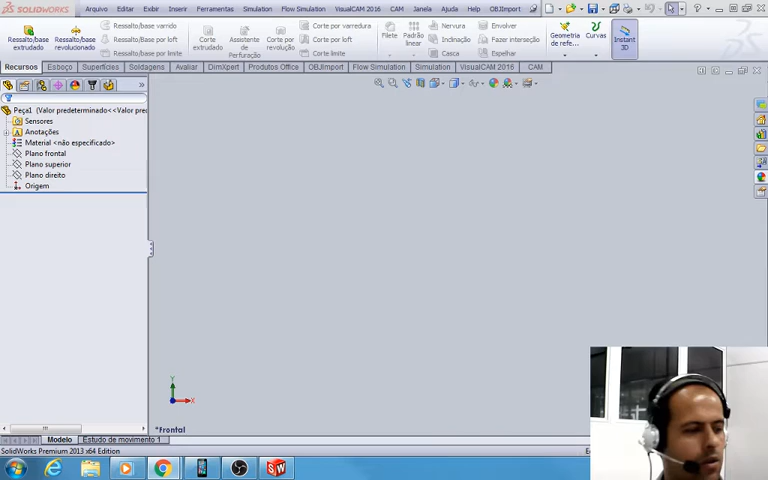 SOLIDWORKS Arquivo Editar Exibir Inserir Ferramentas Simulation Flow Simulation VisualCAM 2016 CAM Janela Ajuda Help OBJImport
Ressalto/base extrudado
Ressalto/base revolucionado
Ressalto/base varrido
Ressalto/base por loft
Ressalto/base por limite
Corte extrudado
Assistente de Perfuração
Corte por revolução
Corte por varredura
Corte por loft
Corte limite
Filete
Padrão linear
Nervura
Inclinação
Casca
Envolver
Fazer interseção
Espelhar
Geometria de refe...
Curvas
Instant 3D
Recursos Esboço Superfícies Soldagens Avaliar DimXpert Produtos Office OBJImport Flow Simulation Simulation VisualCAM 2016 CAM
Peça1 (Valor predeterminado<<Valor pre
Sensores
Anotações
Material <não especificado>
Plano frontal
Plano superior
Plano direito
Origem
Y
X
*Frontal
Modelo Estudo de movimento 1
SolidWorks Premium 2013 x64 Edition